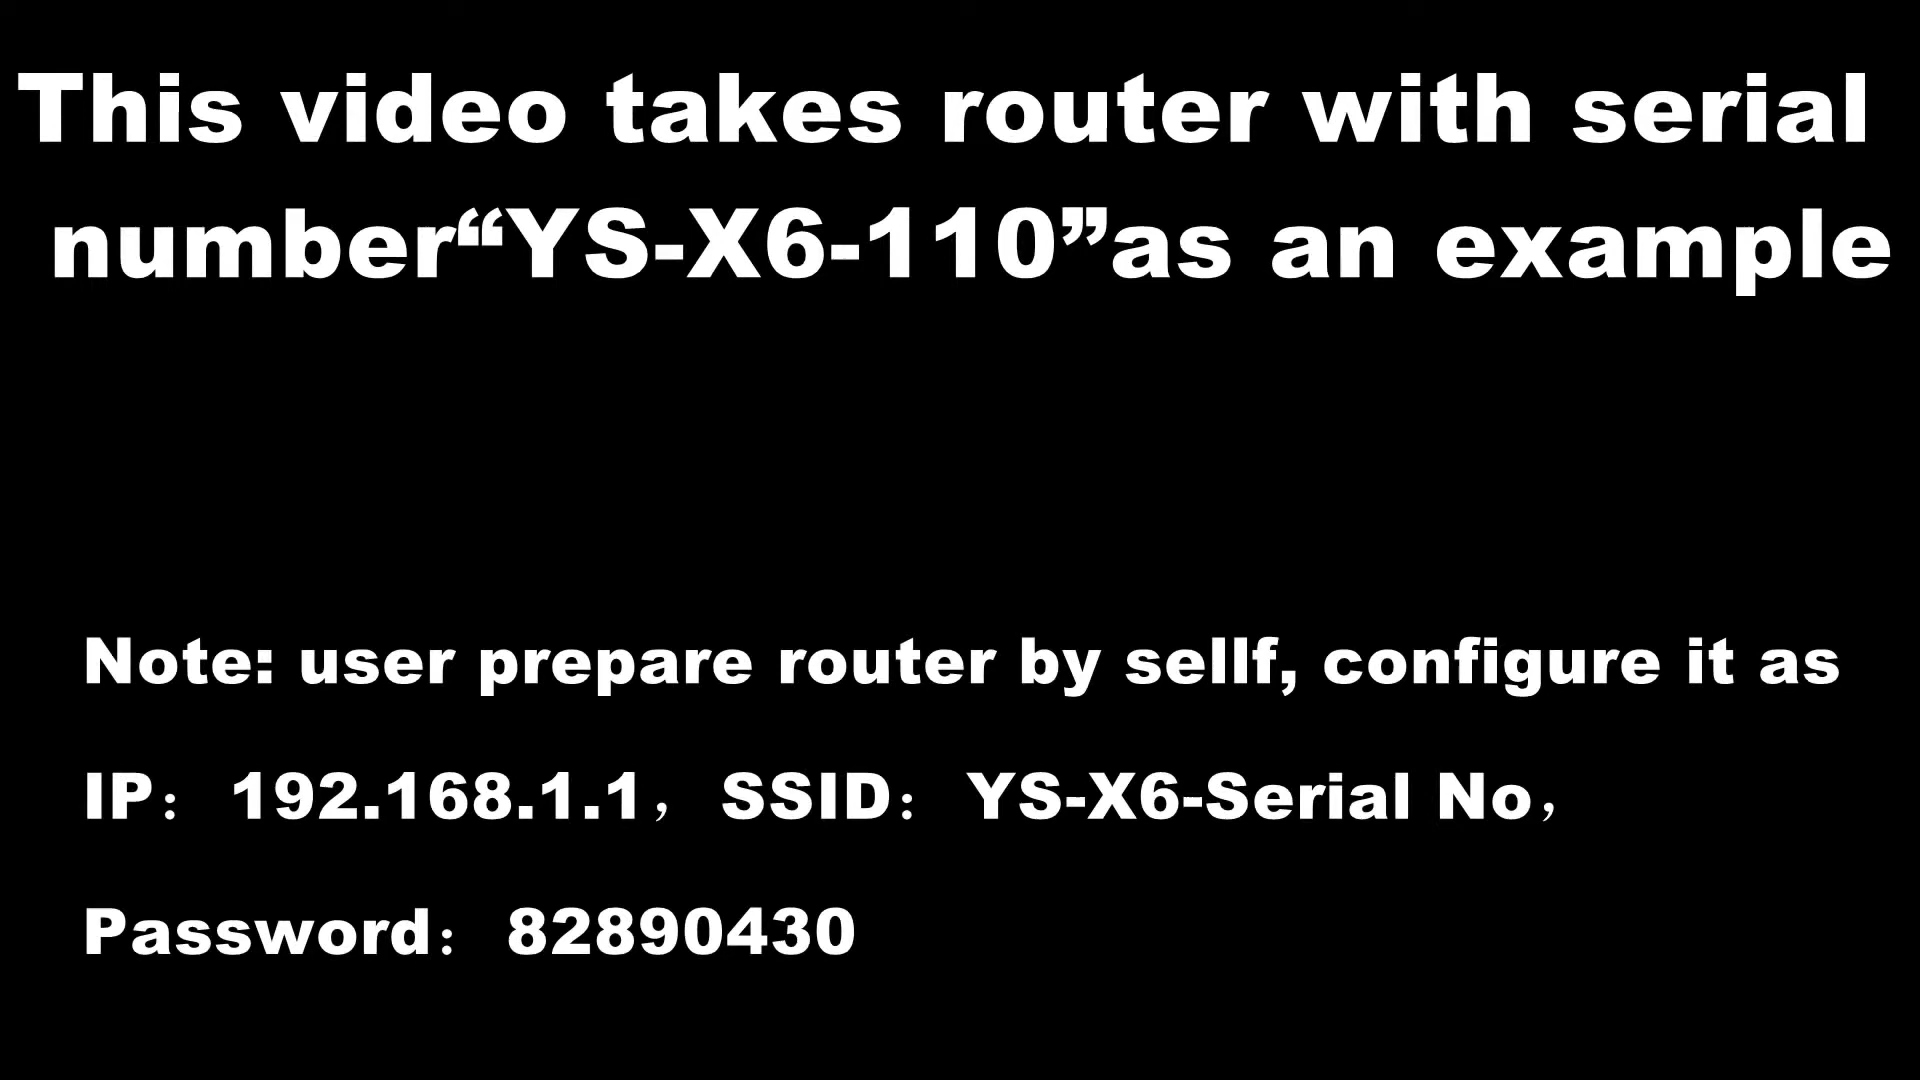 This video takes router with serial
number“YS-X6-110”as an example
Note: user prepare router by sellf, configure it as
IP： 192.168.1.1， SSID： YS-X6-Serial No，
Password： 82890430